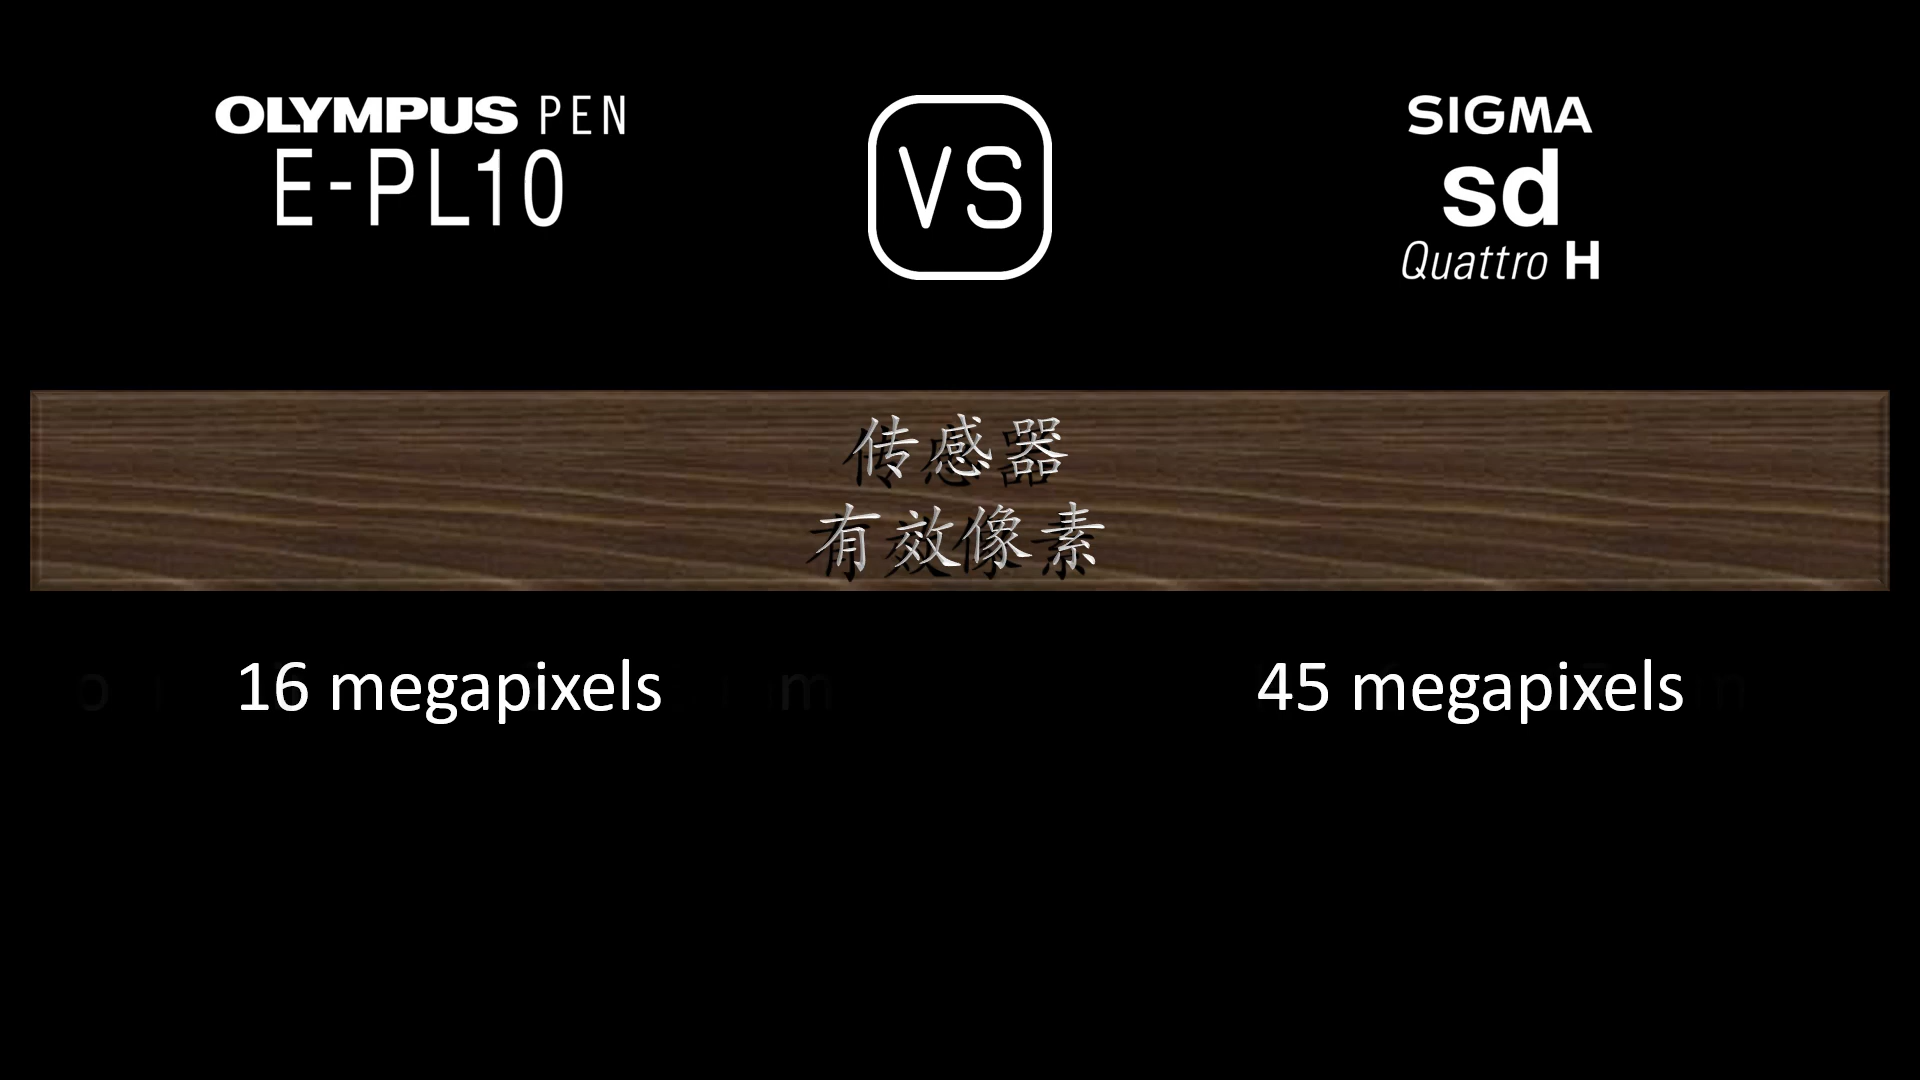 OLYMPUS PEN
E-PL10
VS
SIGMA
sd
Quattro H
传感器
有效像素
16 megapixels
45 megapixels